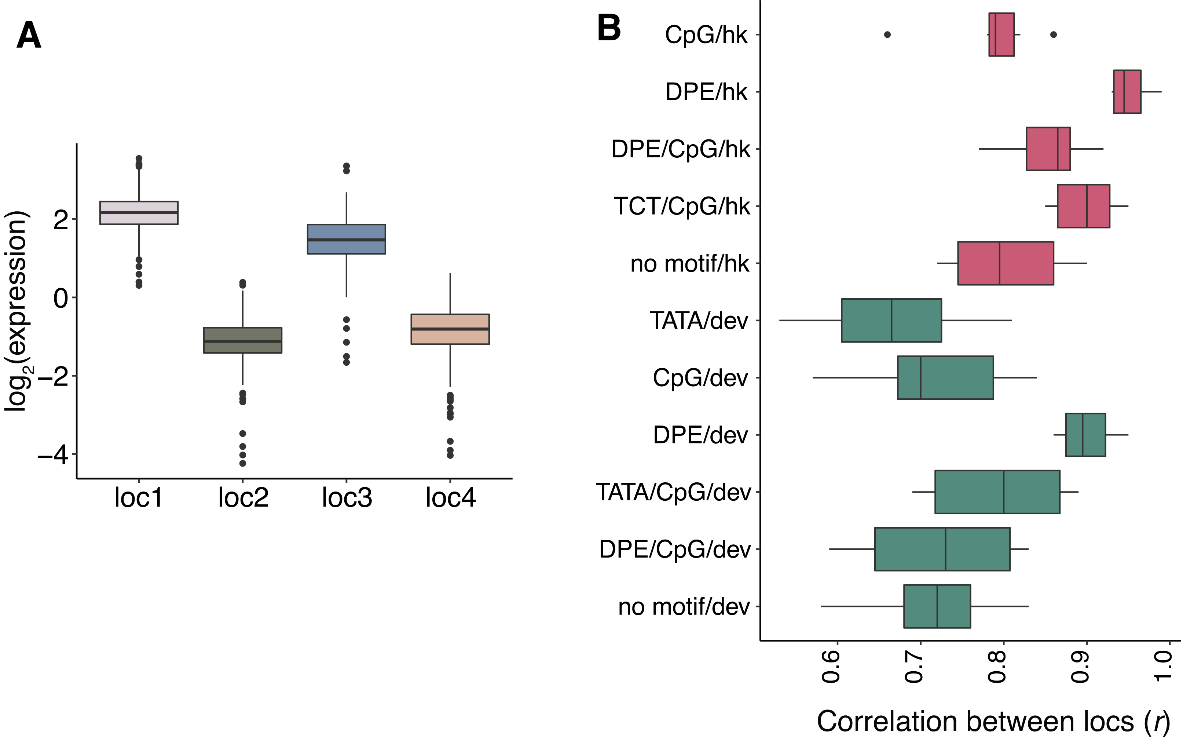 A
log2(expression)
2
0
−2
−4
loc1 loc2 loc3 loc4
B
CpG/hk
DPE/hk
DPE/CpG/hk
TCT/CpG/hk
no motif/hk
TATA/dev
CpG/dev
DPE/dev
TATA/CpG/dev
DPE/CpG/dev
no motif/dev
0.6 0.7 0.8 0.9 1.0
Correlation between locs (r)